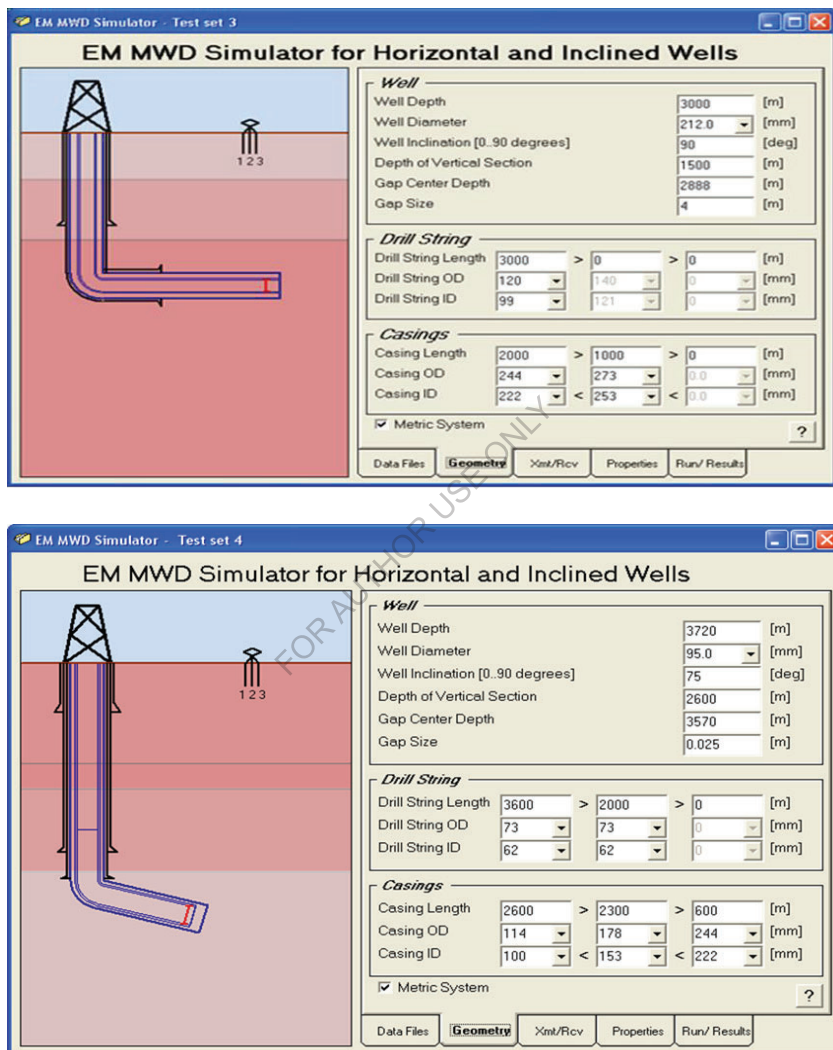 EM MWD Simulator - Test set 3
EM MWD Simulator for Horizontal and Inclined Wells
1 2 3
Well
Well Depth 3000 [m]
Well Diameter 212.0 [mm]
Well Inclination [0..90 degrees] 90 [deg]
Depth of Vertical Section 1500 [m]
Gap Center Depth 2888 [m]
Gap Size 4 [m]
Drill String
Drill String Length 3000 > 0 > 0 [m]
Drill String OD 120 140 0 [mm]
Drill String ID 99 121 0 [mm]
Casings
Casing Length 2000 > 1000 > 0 [m]
Casing OD 244 273 0.0 [mm]
Casing ID 222 < 253 < 0.0 [mm]
Metric System
?
Data Files Geometry Xmt/Rcv Properties Run/ Results
FOR AUTHOR USE ONLY
EM MWD Simulator - Test set 4
EM MWD Simulator for Horizontal and Inclined Wells
1 2 3
Well
Well Depth 3720 [m]
Well Diameter 95.0 [mm]
Well Inclination [0..90 degrees] 75 [deg]
Depth of Vertical Section 2600 [m]
Gap Center Depth 3570 [m]
Gap Size 0.025 [m]
Drill String
Drill String Length 3600 > 2000 > 0 [m]
Drill String OD 73 73 0 [mm]
Drill String ID 62 62 0 [mm]
Casings
Casing Length 2600 > 2300 > 600 [m]
Casing OD 114 178 244 [mm]
Casing ID 100 < 153 < 222 [mm]
Metric System
?
Data Files Geometry Xmt/Rcv Properties Run/ Results